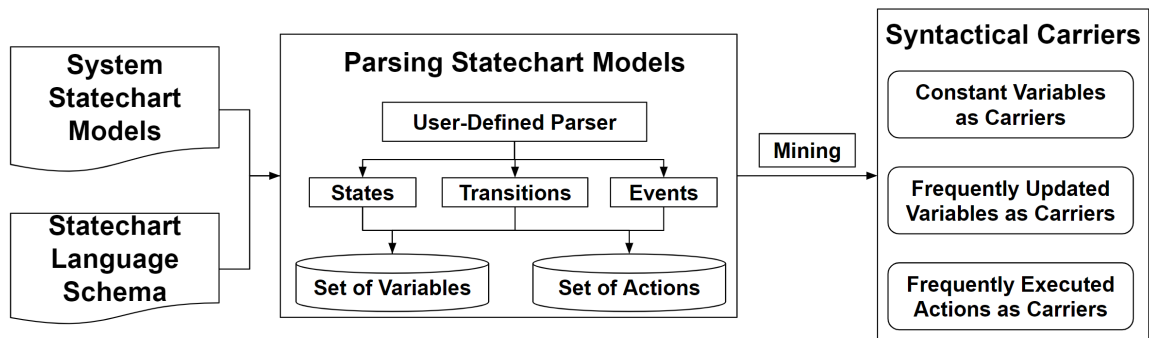 System
Statechart
Models
Statechart
Language
Schema
Parsing Statechart Models
User-Defined Parser
States
Transitions
Events
Set of Variables
Set of Actions
Mining
Syntactical Carriers
Constant Variables
as Carriers
Frequently Updated
Variables as Carriers
Frequently Executed
Actions as Carriers